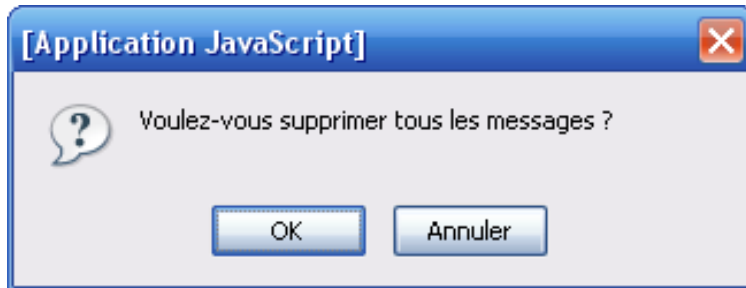 [Application JavaScript]
Voulez-vous supprimer tous les messages ?
OK
Annuler